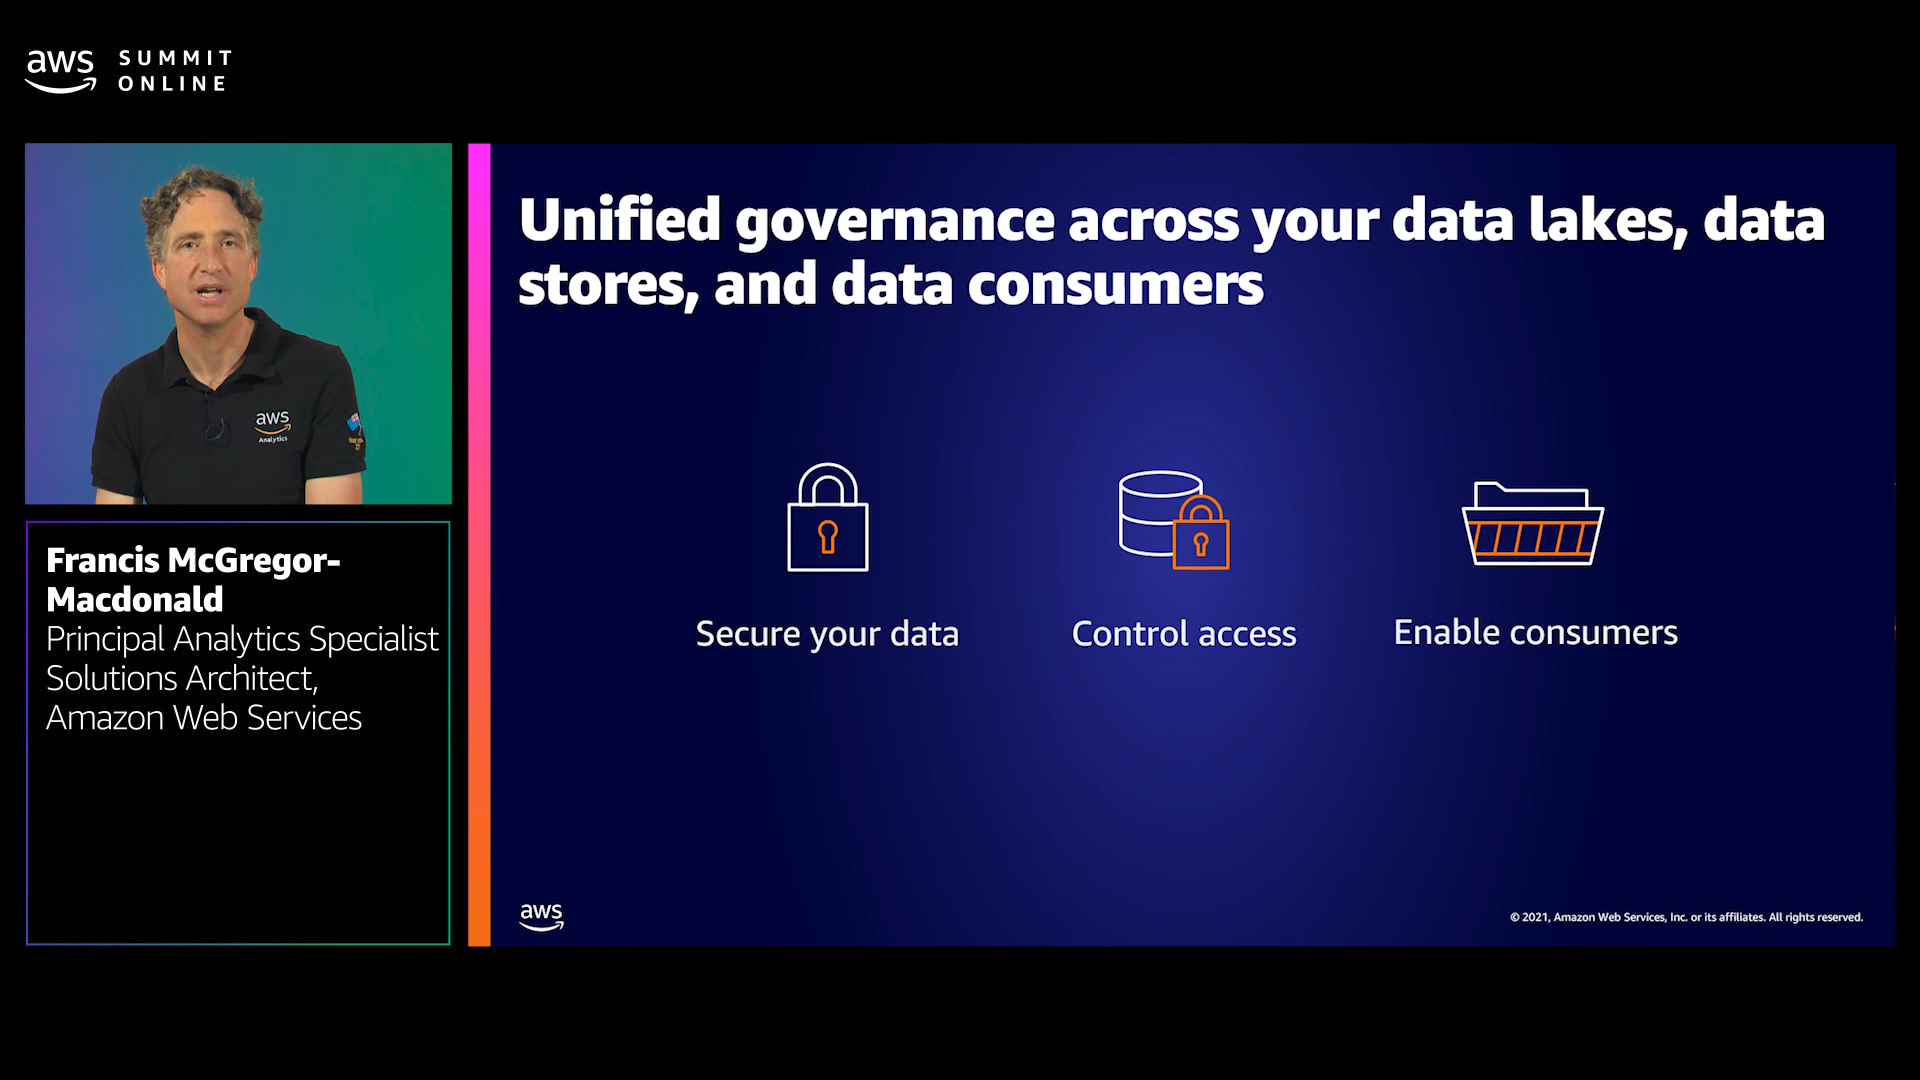 aws
SUMMIT
ONLINE
aws
Analytics
Francis McGregor-
Macdonald
Principal Analytics Specialist
Solutions Architect,
Amazon Web Services
Unified governance across your data lakes, data
stores, and data consumers
Secure your data
Control access
Enable consumers
aws
© 2021, Amazon Web Services, Inc. or its affiliates. All rights reserved.